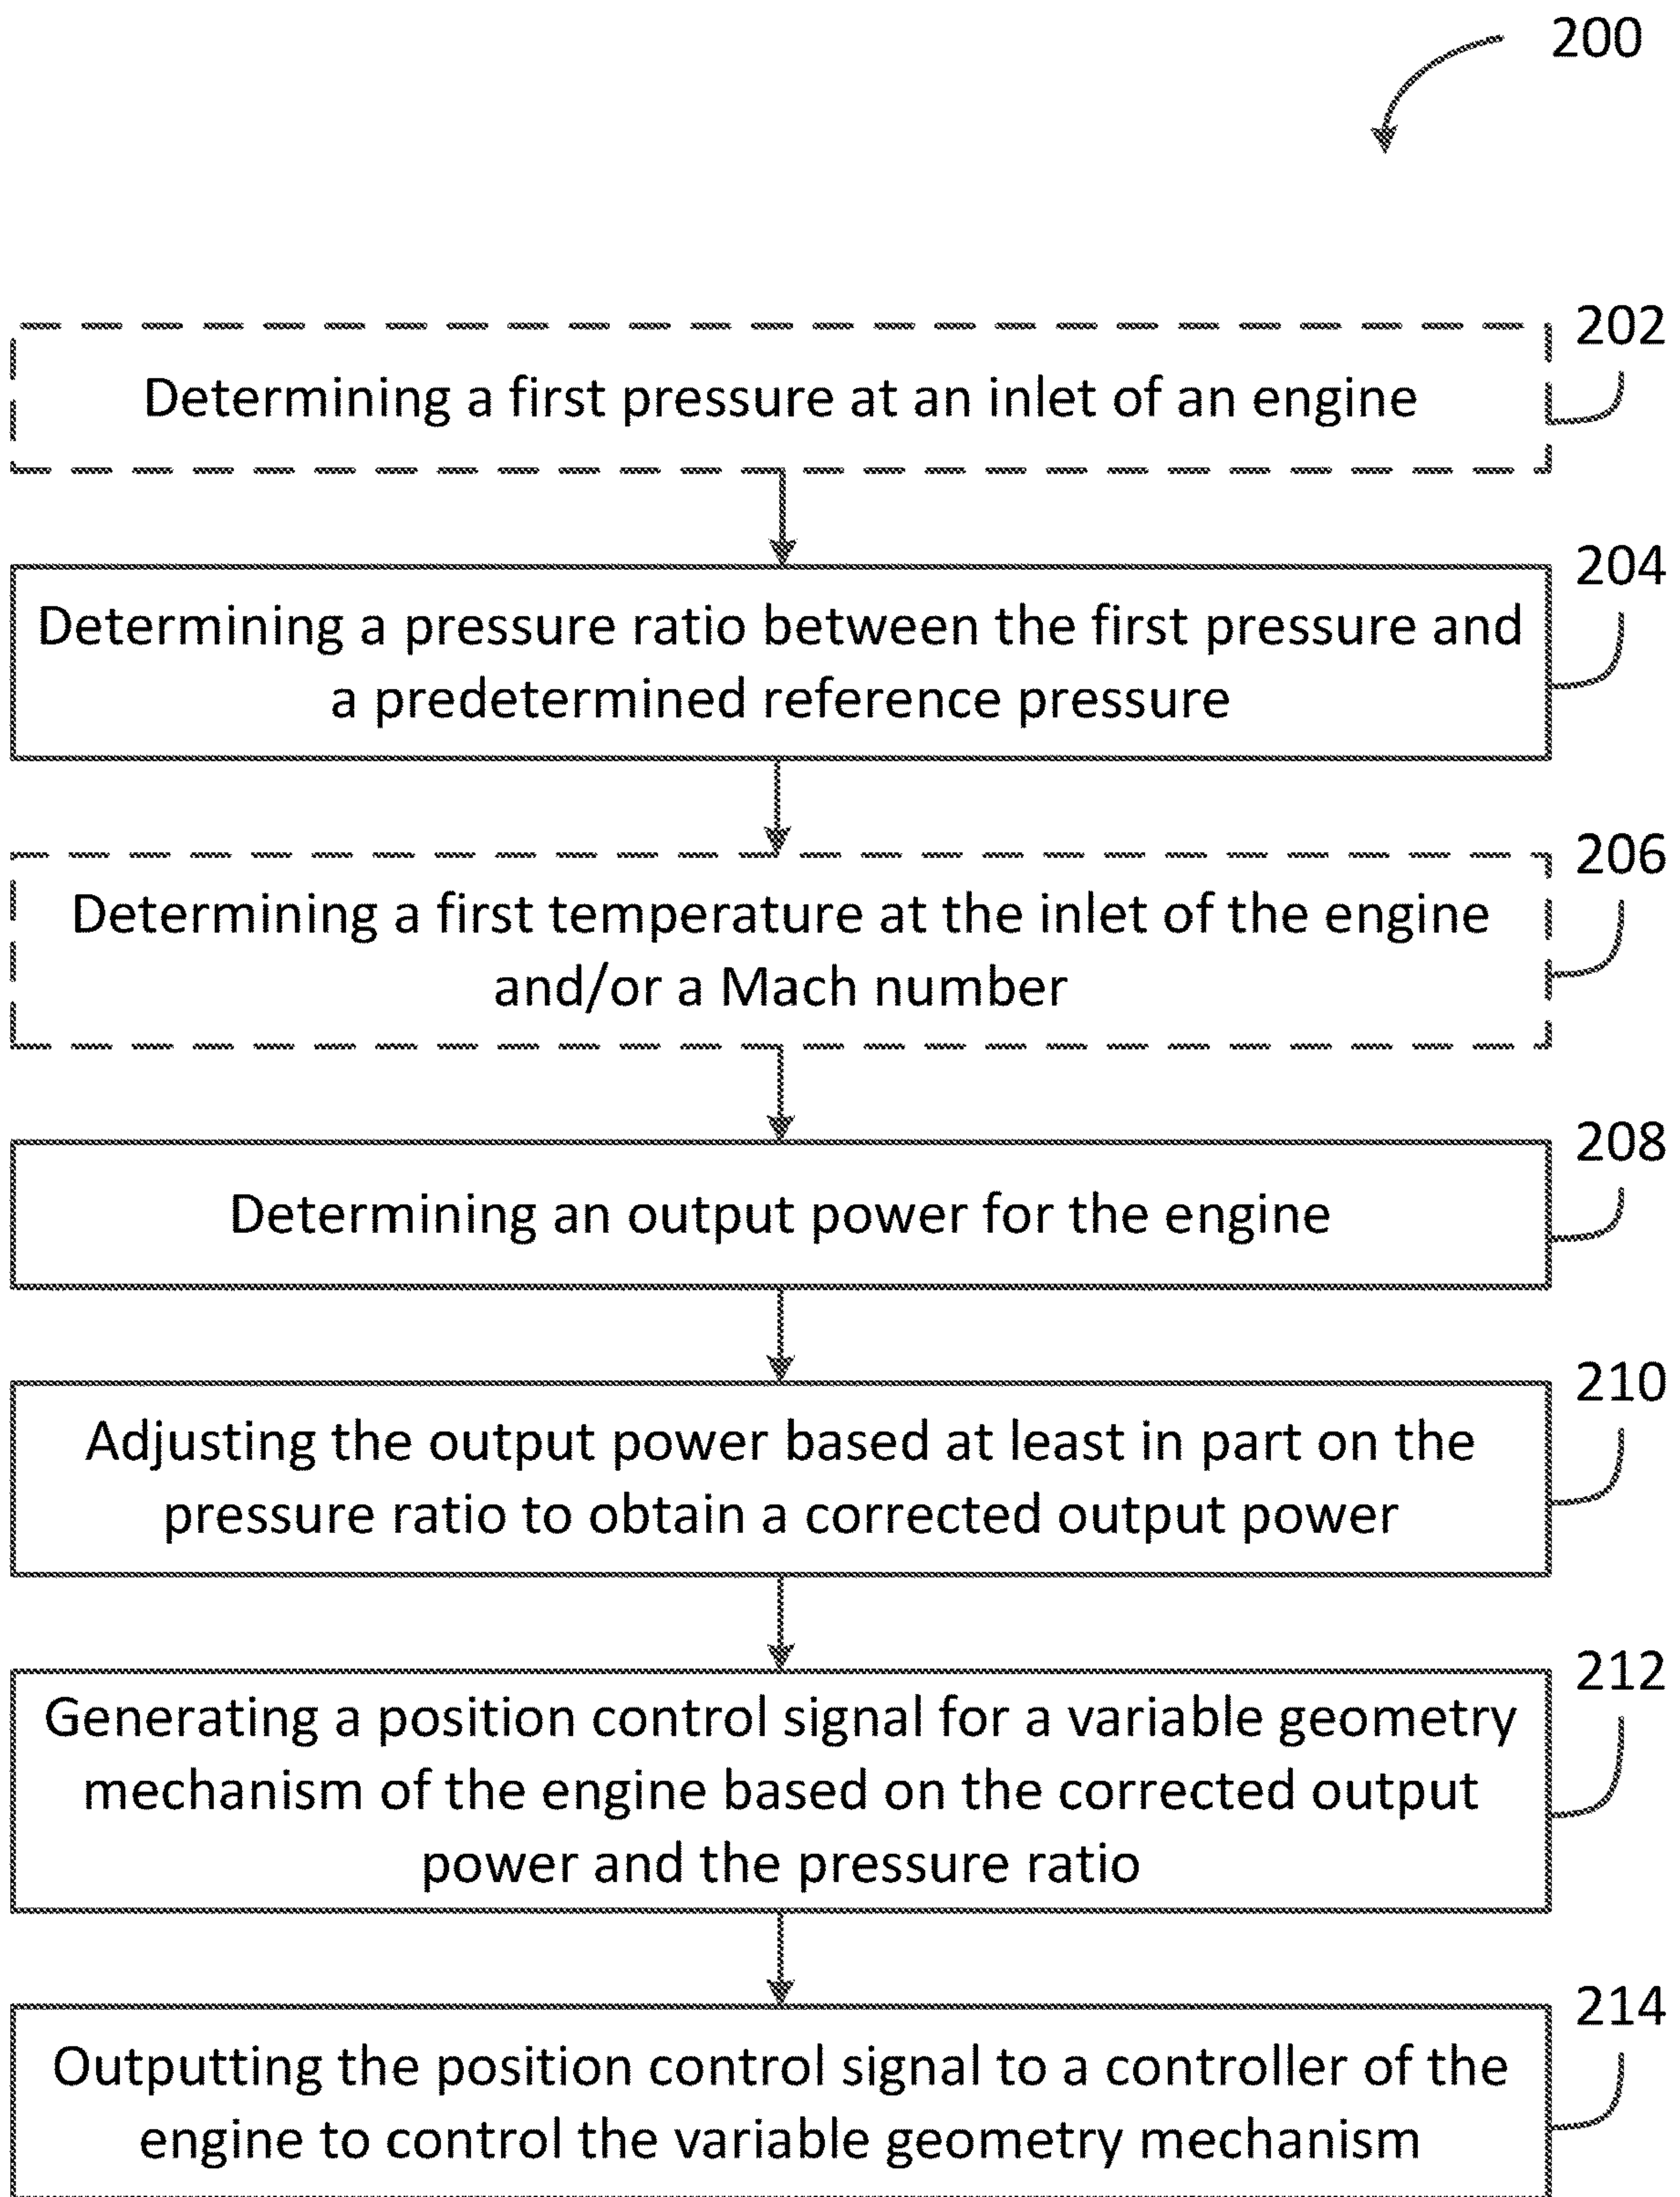 200
202
Determining a first pressure at an inlet of an engine
204
Determining a pressure ratio between the first pressure and
a predetermined reference pressure
206
Determining a first temperature at the inlet of the engine
and/or a Mach number
208
Determining an output power for the engine
210
Adjusting the output power based at least in part on the
pressure ratio to obtain a corrected output power
212
Generating a position control signal for a variable geometry
mechanism of the engine based on the corrected output
power and the pressure ratio
214
Outputting the position control signal to a controller of the
engine to control the variable geometry mechanism